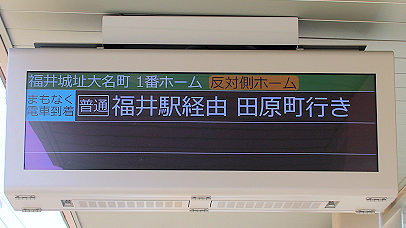 福井城址大名町 1番ホーム 反対側ホーム
まもなく
電車到着 普通 福井駅経由 田原町行き